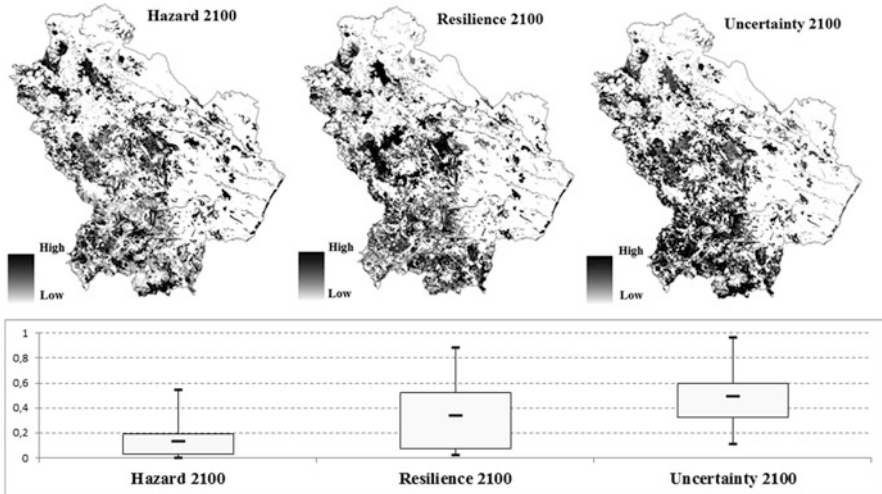 Hazard 2100
Resilience 2100
Uncertainty 2100
High
Low
High
Low
High
Low
1
0,8
0,6
0,4
0,2
0
Hazard 2100
Resilience 2100
Uncertainty 2100